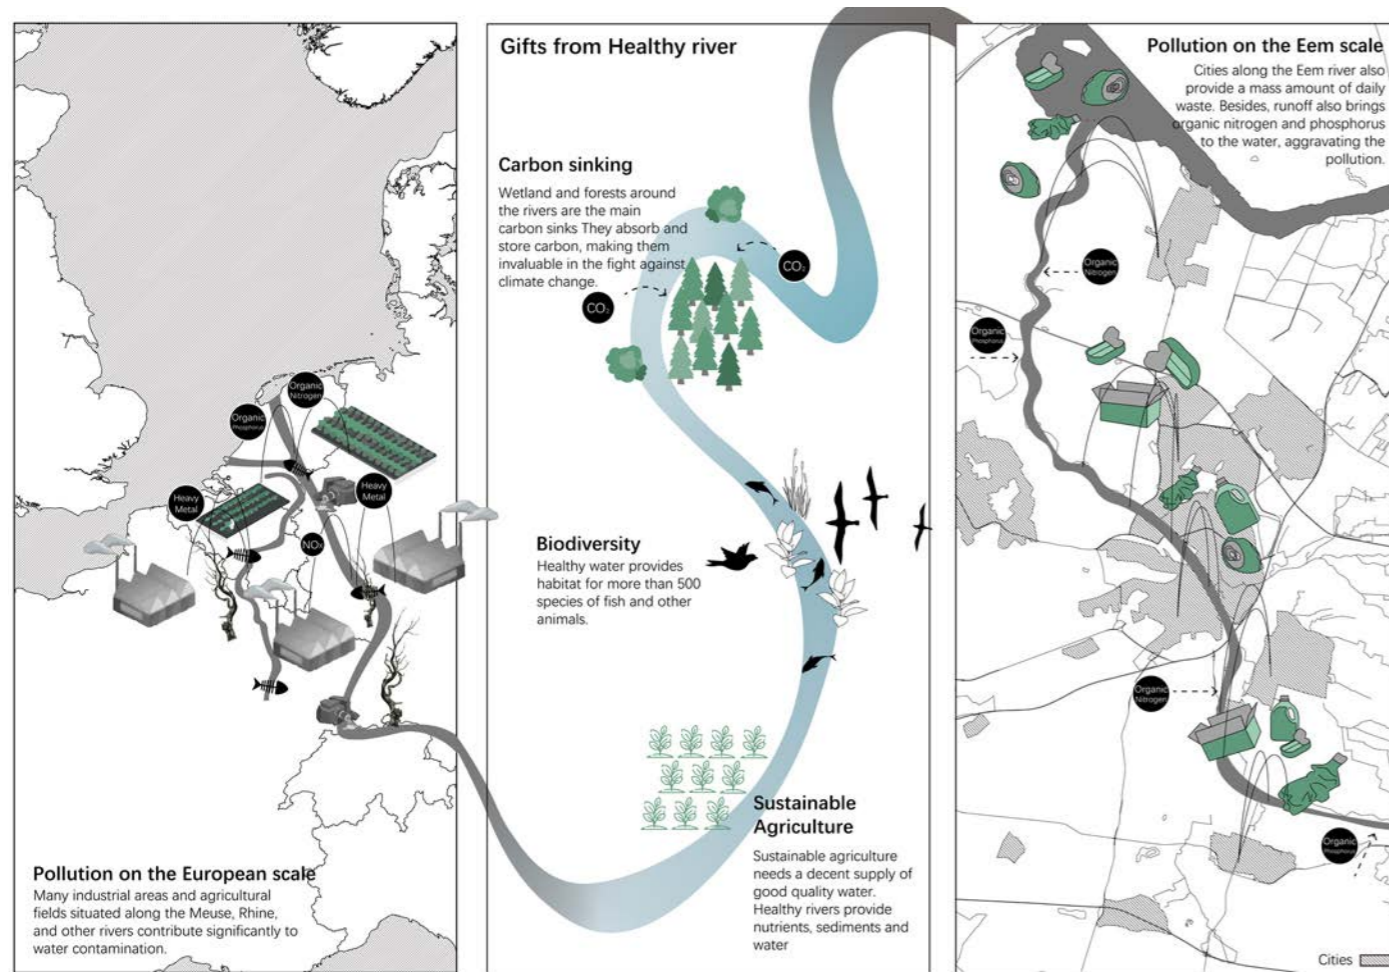 Organic
Nitrogen
Organic
Phosphorus
Heavy
Metal
Heavy
Metal
NOx
Pollution on the European scale
Many industrial areas and agricultural
fields situated along the Meuse, Rhine,
and other rivers contribute significantly to
water contamination.
Gifts from Healthy river
Carbon sinking
Wetland and forests around
the rivers are the main
carbon sinks They absorb and
store carbon, making them
invaluable in the fight against
climate change.
CO₂
CO₂
Biodiversity
Healthy water provides
habitat for more than 500
species of fish and other
animals.
Sustainable
Agriculture
Sustainable agriculture
needs a decent supply of
good quality water.
Healthy rivers provide
nutrients, sediments and
water
Pollution on the Eem scale
Cities along the Eem river also
provide a mass amount of daily
waste. Besides, runoff also brings
organic nitrogen and phosphorus
to the water, aggravating the
pollution.
Organic
Nitrogen
Organic
Phosphorus
Organic
Nitrogen
Organic
Phosphorus
Cities